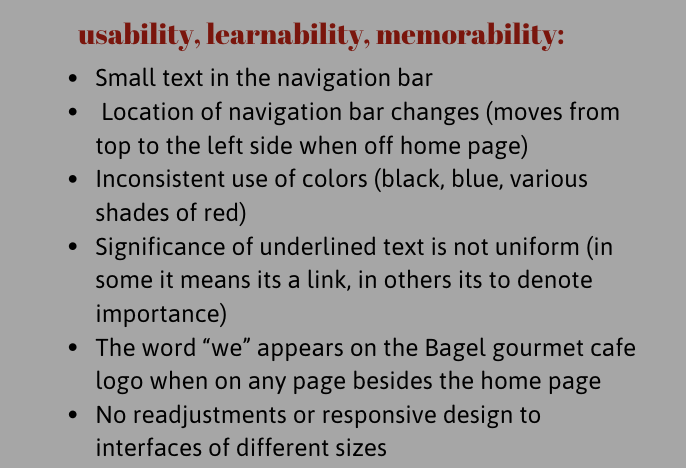 usability, learnability, memorability:
• Small text in the navigation bar
• Location of navigation bar changes (moves from
top to the left side when off home page)
• Inconsistent use of colors (black, blue, various
shades of red)
• Significance of underlined text is not uniform (in
some it means its a link, in others its to denote
importance)
• The word “we” appears on the Bagel gourmet cafe
logo when on any page besides the home page
• No readjustments or responsive design to
interfaces of different sizes